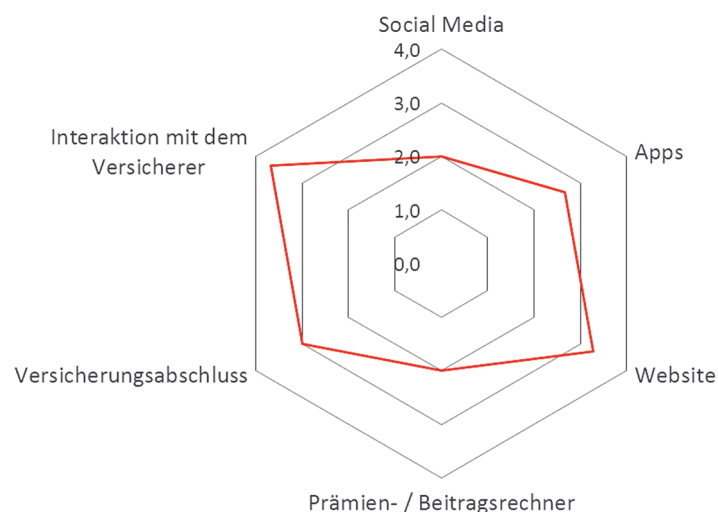 Social Media
4,0
3,0
Interaktion mit dem
Versicherer
2,0
Apps
1,0
0,0
Versicherungsabschluss
Website
Prämien- / Beitragsrechner